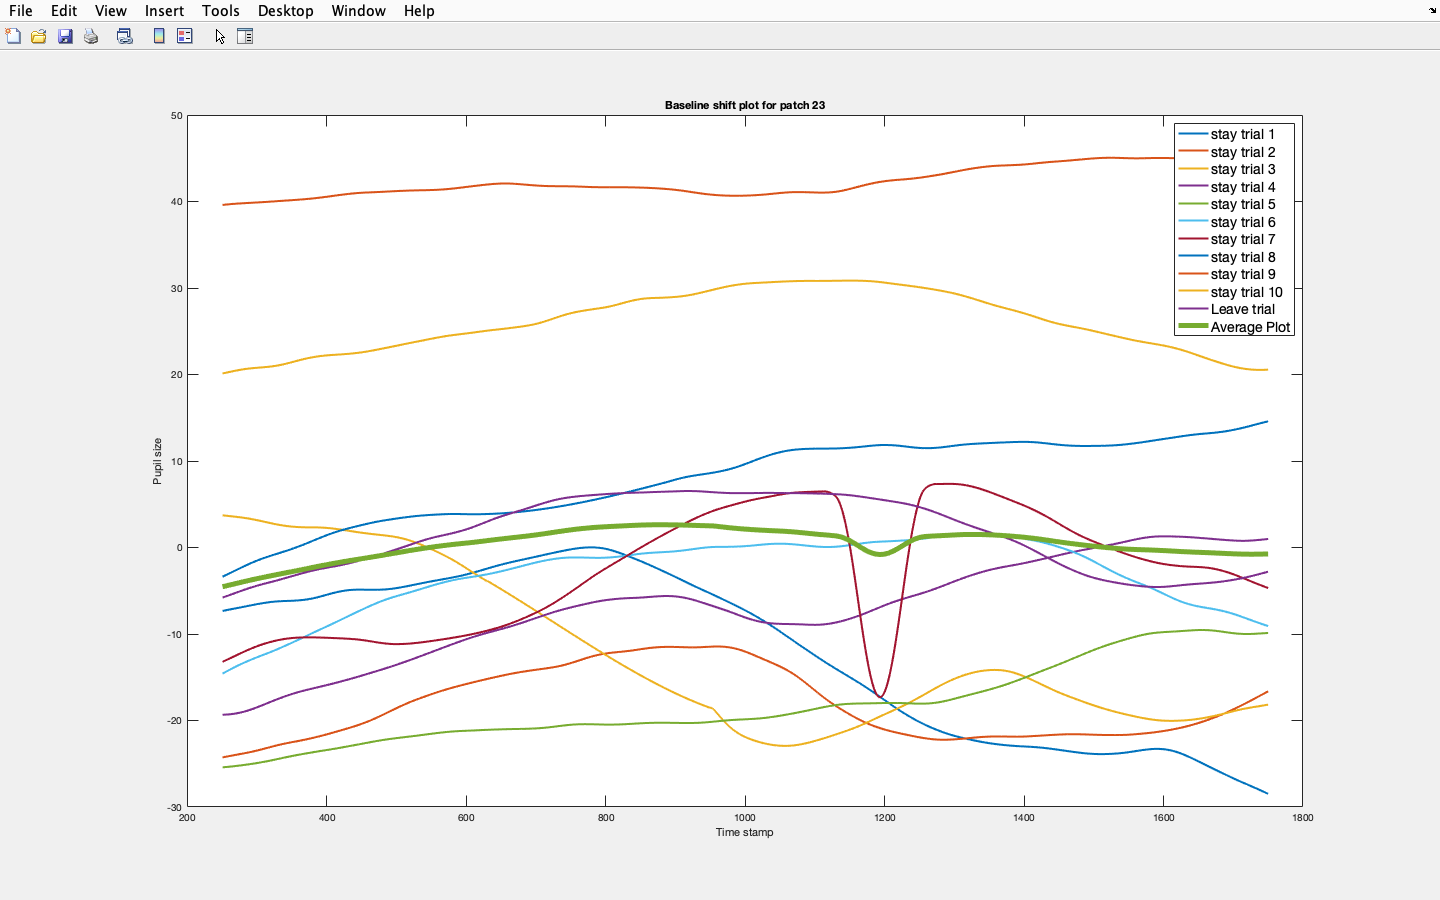 File Edit View Insert Tools Desktop Window Help
Baseline shift plot for patch 23
50
40
30
20
10
0
-10
-20
-30
Pupil size
200 400 600 800 1000 1200 1400 1600 1800
Time stamp
stay trial 1
stay trial 2
stay trial 3
stay trial 4
stay trial 5
stay trial 6
stay trial 7
stay trial 8
stay trial 9
stay trial 10
Leave trial
Average Plot